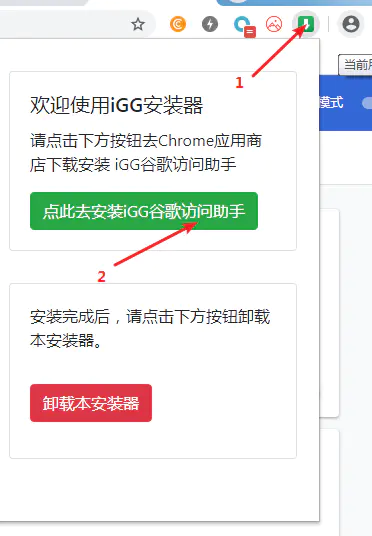 1
当前用
模式
欢迎使用iGG安装器
请点击下方按钮去Chrome应用商
店下载安装 iGG谷歌访问助手
点此去安装iGG谷歌访问助手
2
安装完成后，请点击下方按钮卸载
本安装器。
卸载本安装器